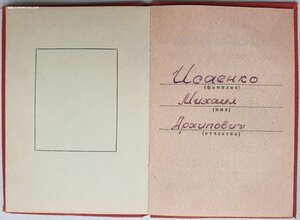 Исаенко
(фамилия)
Михаил
(имя)
Архипович
(отчество)